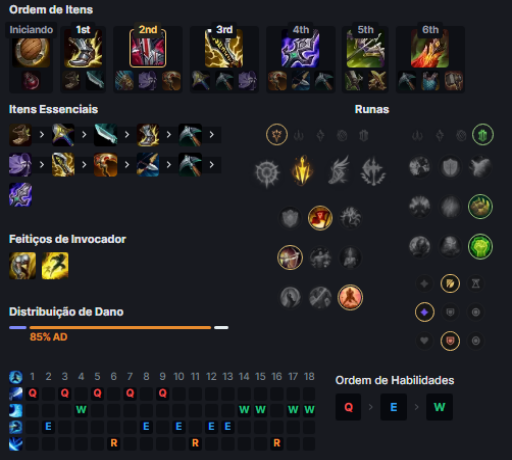 Ordem de Itens
Iniciando 1st 2nd 3rd 4th 5th 6th
Itens Essenciais
Runas
Feitiços de Invocador
Distribuição de Dano
85% AD
1 2 3 4 5 6 7 8 9 10 11 12 13 14 15 16 17 18
Q Q Q Q Q
W W W W W
E E E E E E
R R R
Ordem de Habilidades
Q > E > W